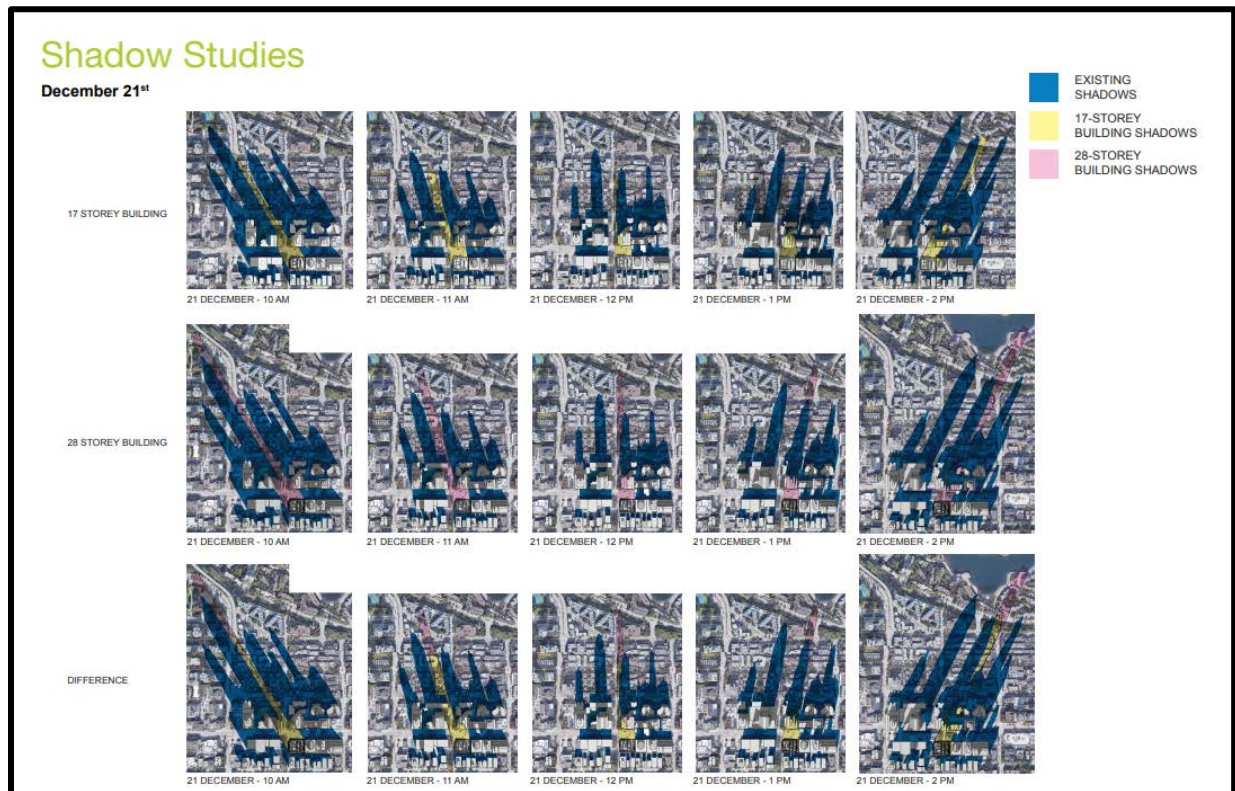 Shadow Studies
December 21st
EXISTING
SHADOWS
17-STOREY
BUILDING SHADOWS
28-STOREY
BUILDING SHADOWS
17 STOREY BUILDING
21 DECEMBER - 10 AM
21 DECEMBER - 11 AM
21 DECEMBER - 12 PM
21 DECEMBER - 1 PM
21 DECEMBER - 2 PM
28 STOREY BUILDING
21 DECEMBER - 10 AM
21 DECEMBER - 11 AM
21 DECEMBER - 12 PM
21 DECEMBER - 1 PM
21 DECEMBER - 2 PM
DIFFERENCE
21 DECEMBER - 10 AM
21 DECEMBER - 11 AM
21 DECEMBER - 12 PM
21 DECEMBER - 1 PM
21 DECEMBER - 2 PM